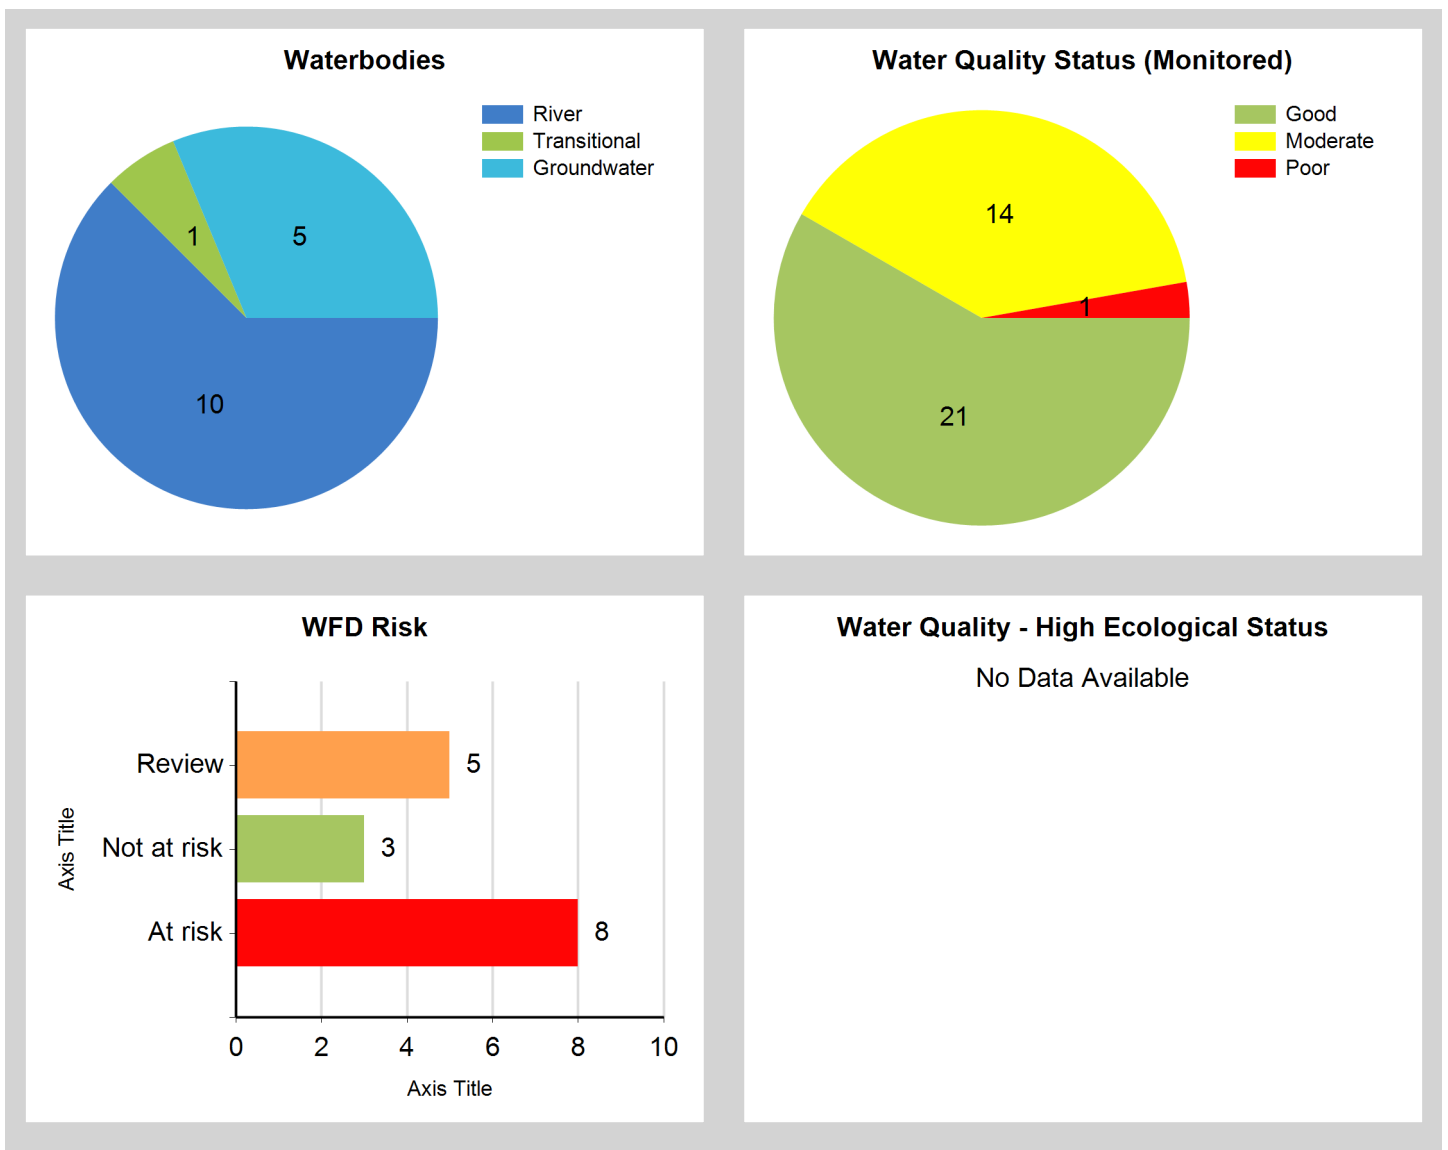 Waterbodies
River
Transitional
Groundwater
1
5
10
Water Quality Status (Monitored)
Good
Moderate
Poor
14
1
21
WFD Risk
Axis Title
Review
5
Not at risk
3
At risk
8
0 2 4 6 8 10
Axis Title
Water Quality - High Ecological Status
No Data Available